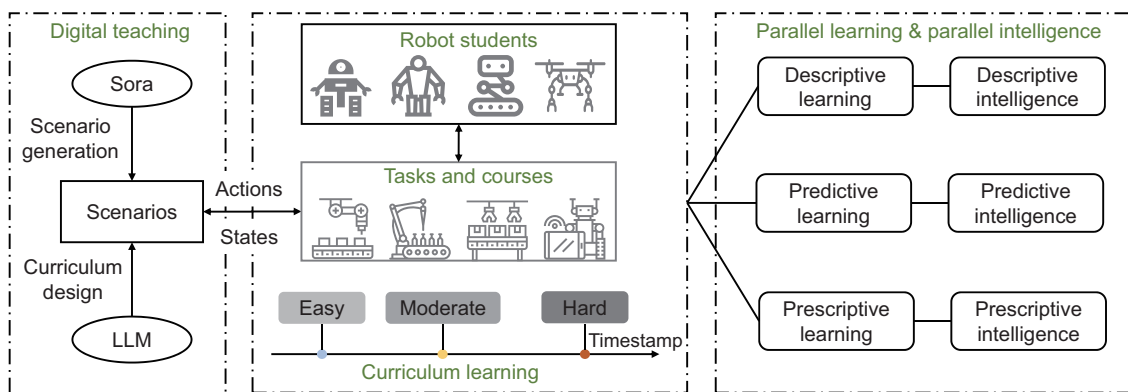 Digital teaching
Sora
Scenario
generation
Scenarios
Curriculum
design
LLM
Actions
States
Robot students
Tasks and courses
Easy
Moderate
Hard
Timestamp
Curriculum learning
Parallel learning & parallel intelligence
Descriptive
learning
Descriptive
intelligence
Predictive
learning
Predictive
intelligence
Prescriptive
learning
Prescriptive
intelligence